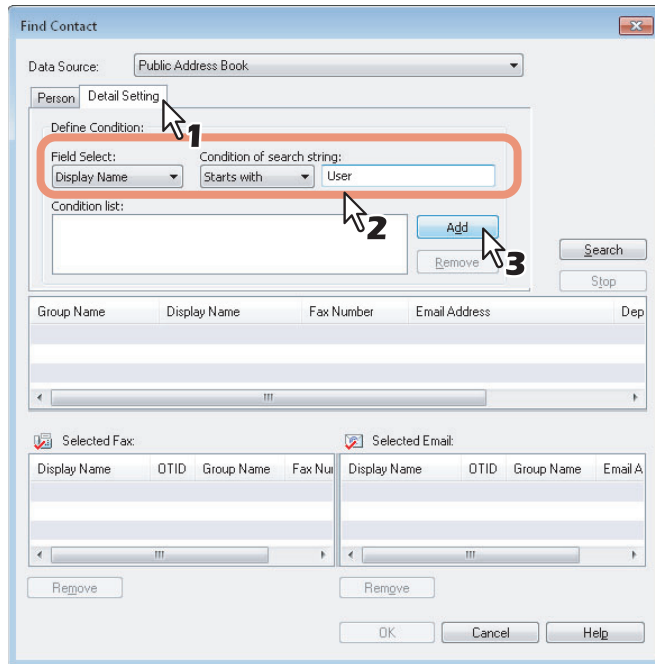 Find Contact
Data Source: Public Address Book
Person Detail Setting
1
Define Condition:
Field Select: Condition of search string:
Display Name Starts with User
2
Condition list:
Add
3
Remove
Search
Stop
Group Name Display Name Fax Number Email Address Dep
Selected Fax: Selected Email:
Display Name OTID Group Name Fax Nu Display Name OTID Group Name Email A
Remove Remove
OK Cancel Help